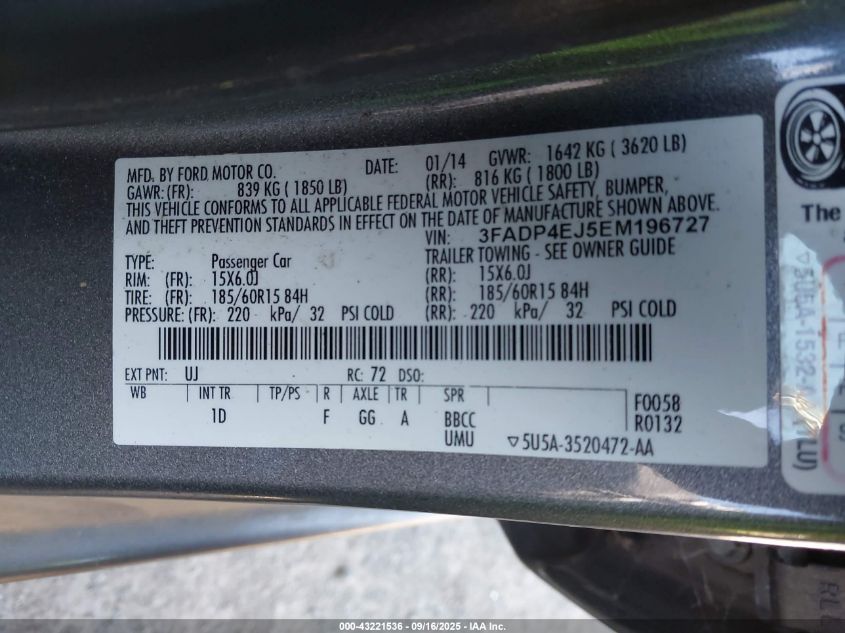 MFD. BY FORD MOTOR CO.
DATE: 01/14 GVWR: 1642 KG ( 3620 LB)
GAWR: (FR): 839 KG ( 1850 LB) (RR): 816 KG ( 1800 LB)
THIS VEHICLE CONFORMS TO ALL APPLICABLE FEDERAL MOTOR VEHICLE SAFETY, BUMPER,
AND THEFT PREVENTION STANDARDS IN EFFECT ON THE DATE OF MANUFACTURE SHOWN ABOVE.
VIN: 3FADP4EJ5EM196727
TYPE: Passenger Car TRAILER TOWING - SEE OWNER GUIDE
RIM: (FR): 15X6.0J (RR): 15X6.0J
TIRE: (FR): 185/60R15 84H (RR): 185/60R15 84H
PRESSURE: (FR): 220 kPa/ 32 PSI COLD (RR): 220 kPa/ 32 PSI COLD
EXT PNT: UJ RC: 72 DSO:
WB INT TR TP/PS R AXLE TR SPR
1D F GG A BBCC
UMU
F0058
R0132
▽5U5A-3520472-AA
The
▽5U5A-1532
LU)
000-43221536 - 09/16/2025 - IAA Inc.